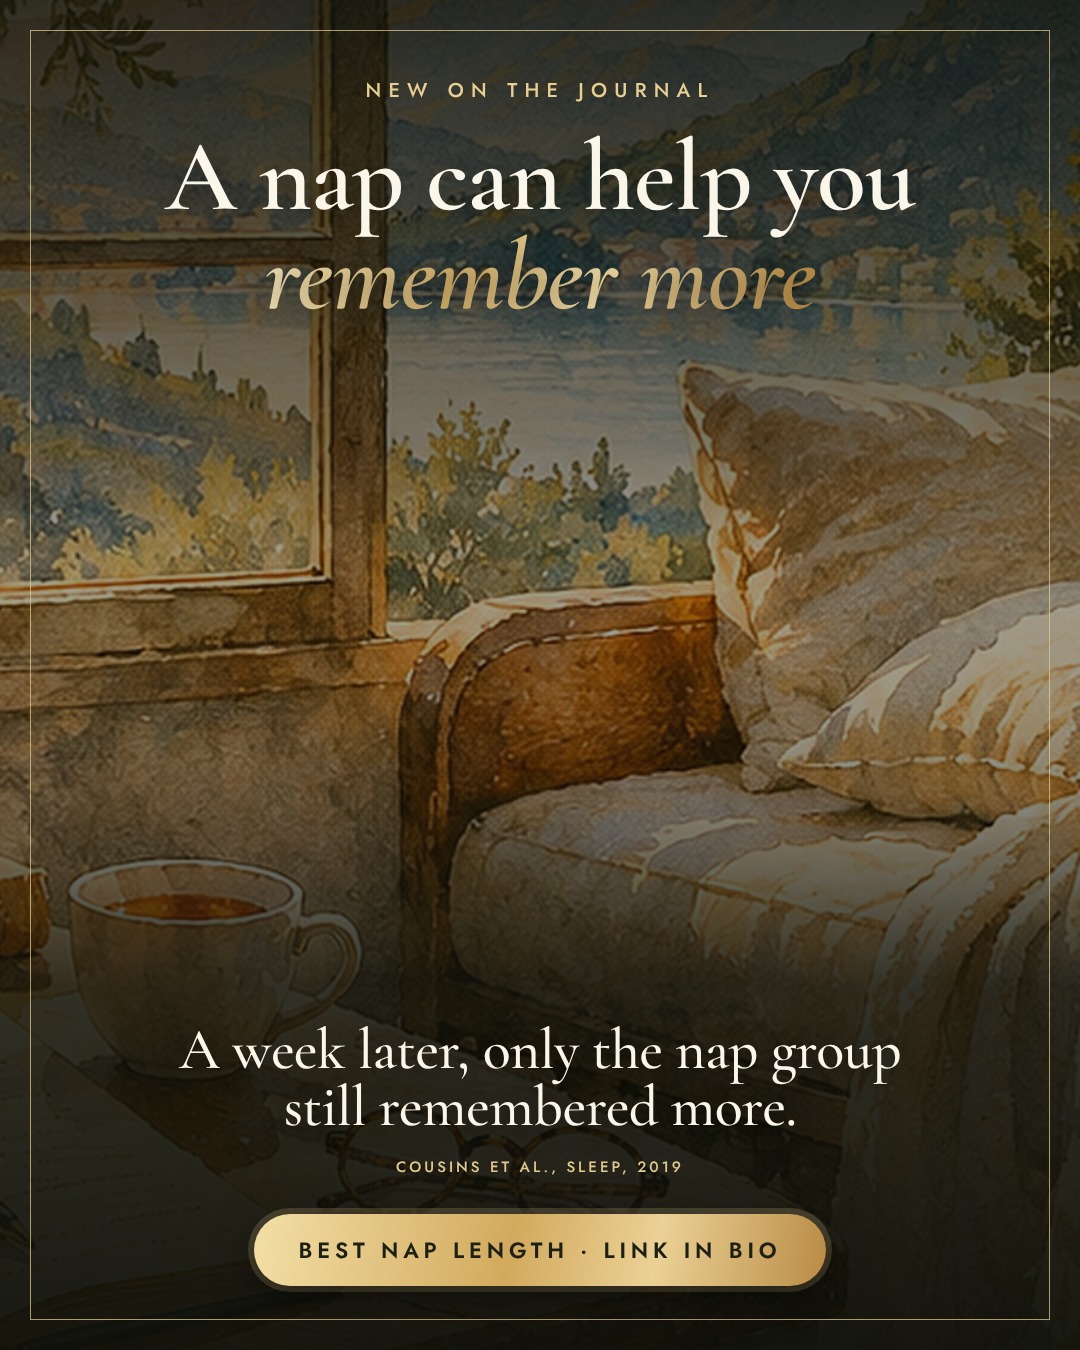 NEW ON THE JOURNAL
A nap can help you
remember more
A week later, only the nap group
still remembered more.
COUSINS ET AL., SLEEP, 2019
BEST NAP LENGTH · LINK IN BIO